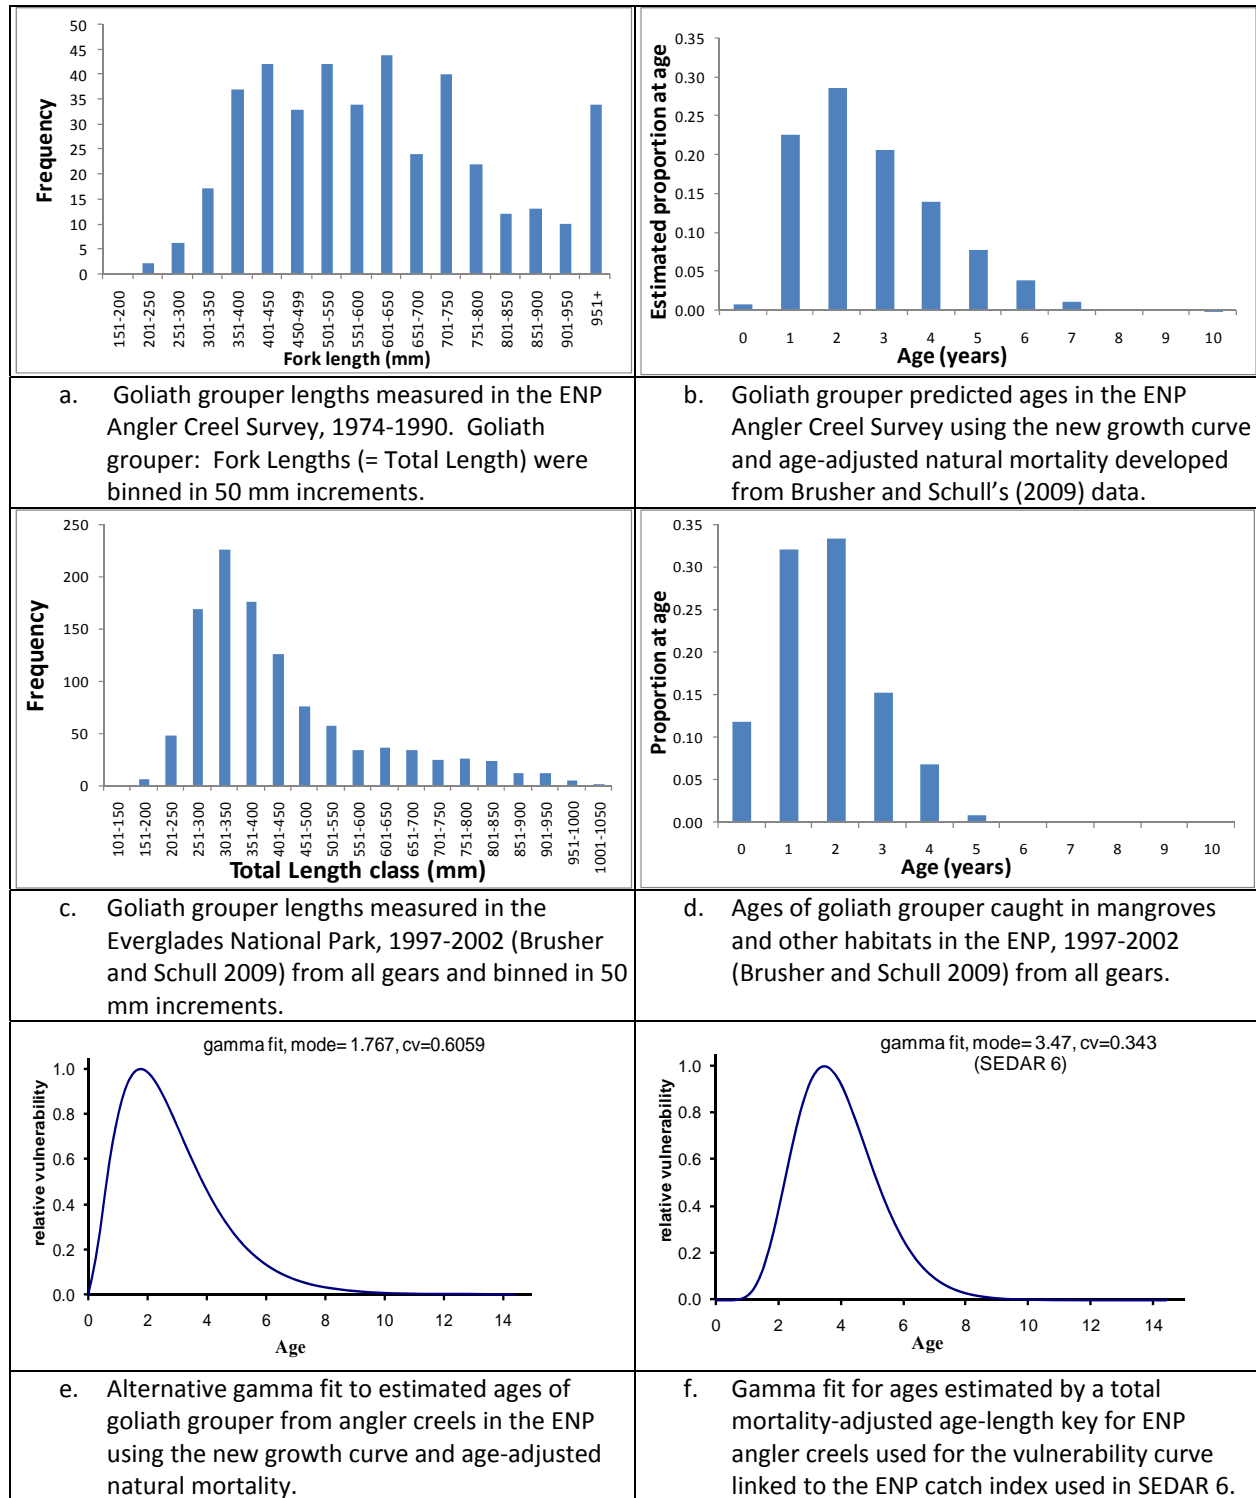 50
45
40
35
30
25
20
15
10
5
0
Frequency
151-200
201-250
251-300
301-350
351-400
401-450
450-499
501-550
551-600
601-650
651-700
701-750
751-800
801-850
851-900
901-950
951+
Fork length (mm)
0.35
0.30
0.25
0.20
0.15
0.10
0.05
0.00
Estimated proportion at age
0 1 2 3 4 5 6 7 8 9 10
Age (years)
a. Goliath grouper lengths measured in the ENP
Angler Creel Survey, 1974-1990. Goliath
grouper: Fork Lengths (= Total Length) were
binned in 50 mm increments.
b. Goliath grouper predicted ages in the ENP
Angler Creel Survey using the new growth curve
and age-adjusted natural mortality developed
from Brusher and Schull’s (2009) data.
250
200
150
100
50
0
Frequency
101-150
151-200
201-250
251-300
301-350
351-400
401-450
451-500
501-550
551-600
601-650
651-700
701-750
751-800
801-850
851-900
901-950
951-1000
1001-1050
Total Length class (mm)
0.35
0.30
0.25
0.20
0.15
0.10
0.05
0.00
Proportion at age
0 1 2 3 4 5 6 7 8 9 10
Age (years)
c. Goliath grouper lengths measured in the
Everglades National Park, 1997-2002 (Brusher
and Schull 2009) from all gears and binned in 50
mm increments.
d. Ages of goliath grouper caught in mangroves
and other habitats in the ENP, 1997-2002
(Brusher and Schull 2009) from all gears.
gamma fit, mode= 1.767, cv=0.6059
1.0
0.8
0.6
0.4
0.2
0.0
relative vulnerability
0 2 4 6 8 10 12 14
Age
gamma fit, mode= 3.47, cv=0.343
(SEDAR 6)
1.0
0.8
0.6
0.4
0.2
0.0
relative vulnerability
0 2 4 6 8 10 12 14
Age
e. Alternative gamma fit to estimated ages of
goliath grouper from angler creels in the ENP
using the new growth curve and age-adjusted
natural mortality.
f. Gamma fit for ages estimated by a total
mortality-adjusted age-length key for ENP
angler creels used for the vulnerability curve
linked to the ENP catch index used in SEDAR 6.